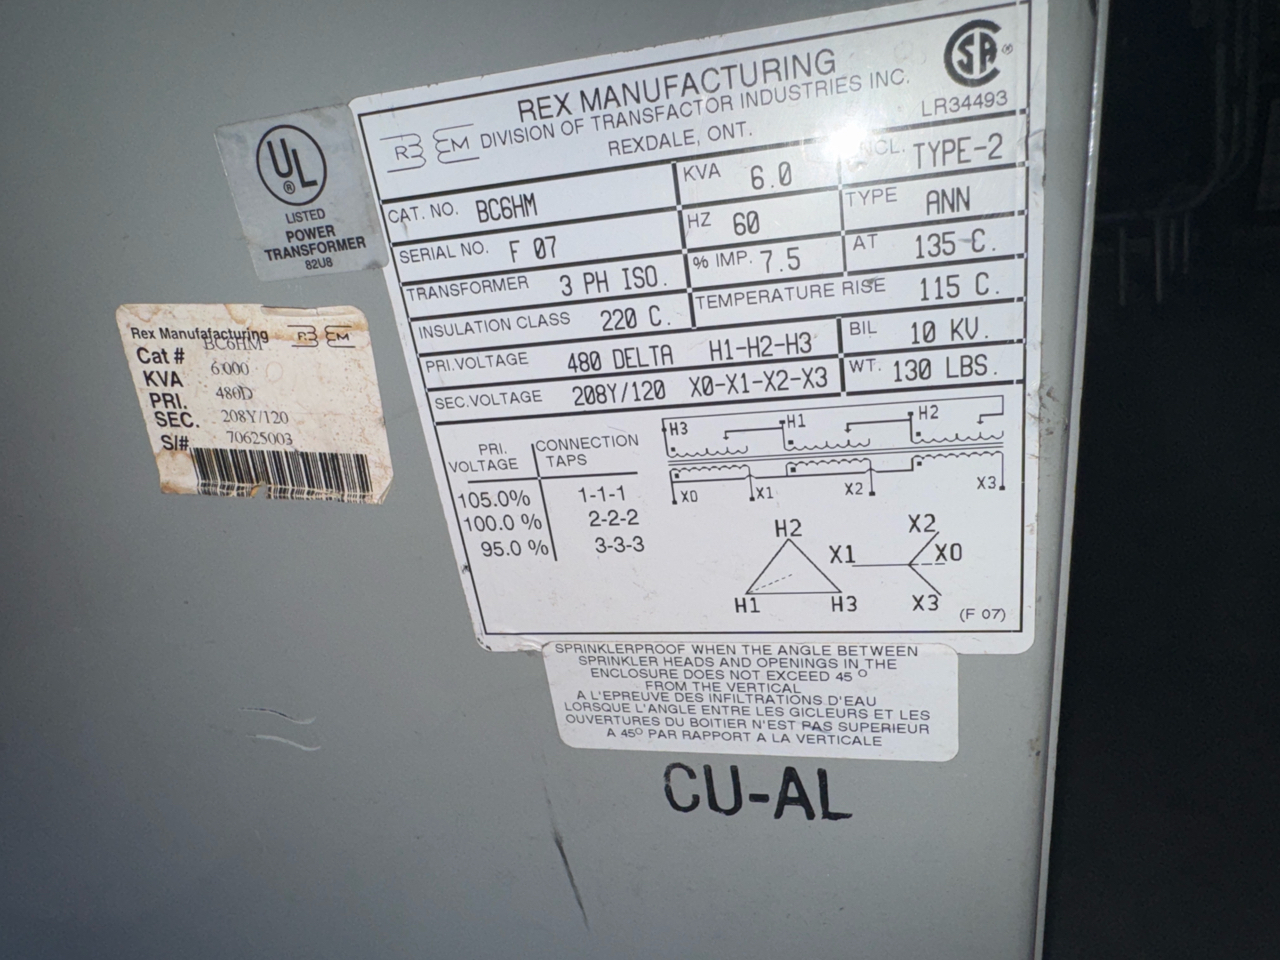 REX MANUFACTURING
DIVISION OF TRANSFACTOR INDUSTRIES INC.
REXDALE, ONT.
LR34493
UL
LISTED
POWER
TRANSFORMER
82U8
CAT. NO. BC6HM KVA 6.0 TYPE-2
SERIAL NO. F 07 HZ 60 TYPE ANN
TRANSFORMER 3 PH ISO. % IMP. 7.5 AT 135 C.
INSULATION CLASS 220 C. TEMPERATURE RISE 115 C.
PRI.VOLTAGE 480 DELTA H1-H2-H3 BIL 10 KV.
SEC.VOLTAGE 208Y/120 X0-X1-X2-X3 WT. 130 LBS.
PRI. VOLTAGE CONNECTION TAPS
105.0% 1-1-1
100.0 % 2-2-2
95.0 % 3-3-3
H3 H1 H2
X0 X1 X2 X3
H2 X2
X1 X0
H1 H3 X3
(F 07)
Rex Manufafacturing
Cat # BC6HM
KVA 6.000
PRI. 480D
SEC. 208Y/120
S/# 70625003
SPRINKLERPROOF WHEN THE ANGLE BETWEEN
SPRINKLER HEADS AND OPENINGS IN THE
ENCLOSURE DOES NOT EXCEED 45 O
FROM THE VERTICAL
A L'EPREUVE DES INFILTRATIONS D'EAU
LORSQUE L'ANGLE ENTRE LES GICLEURS ET LES
OUVERTURES DU BOITIER N'EST PAS SUPERIEUR
A 45O PAR RAPPORT A LA VERTICALE
CU-AL